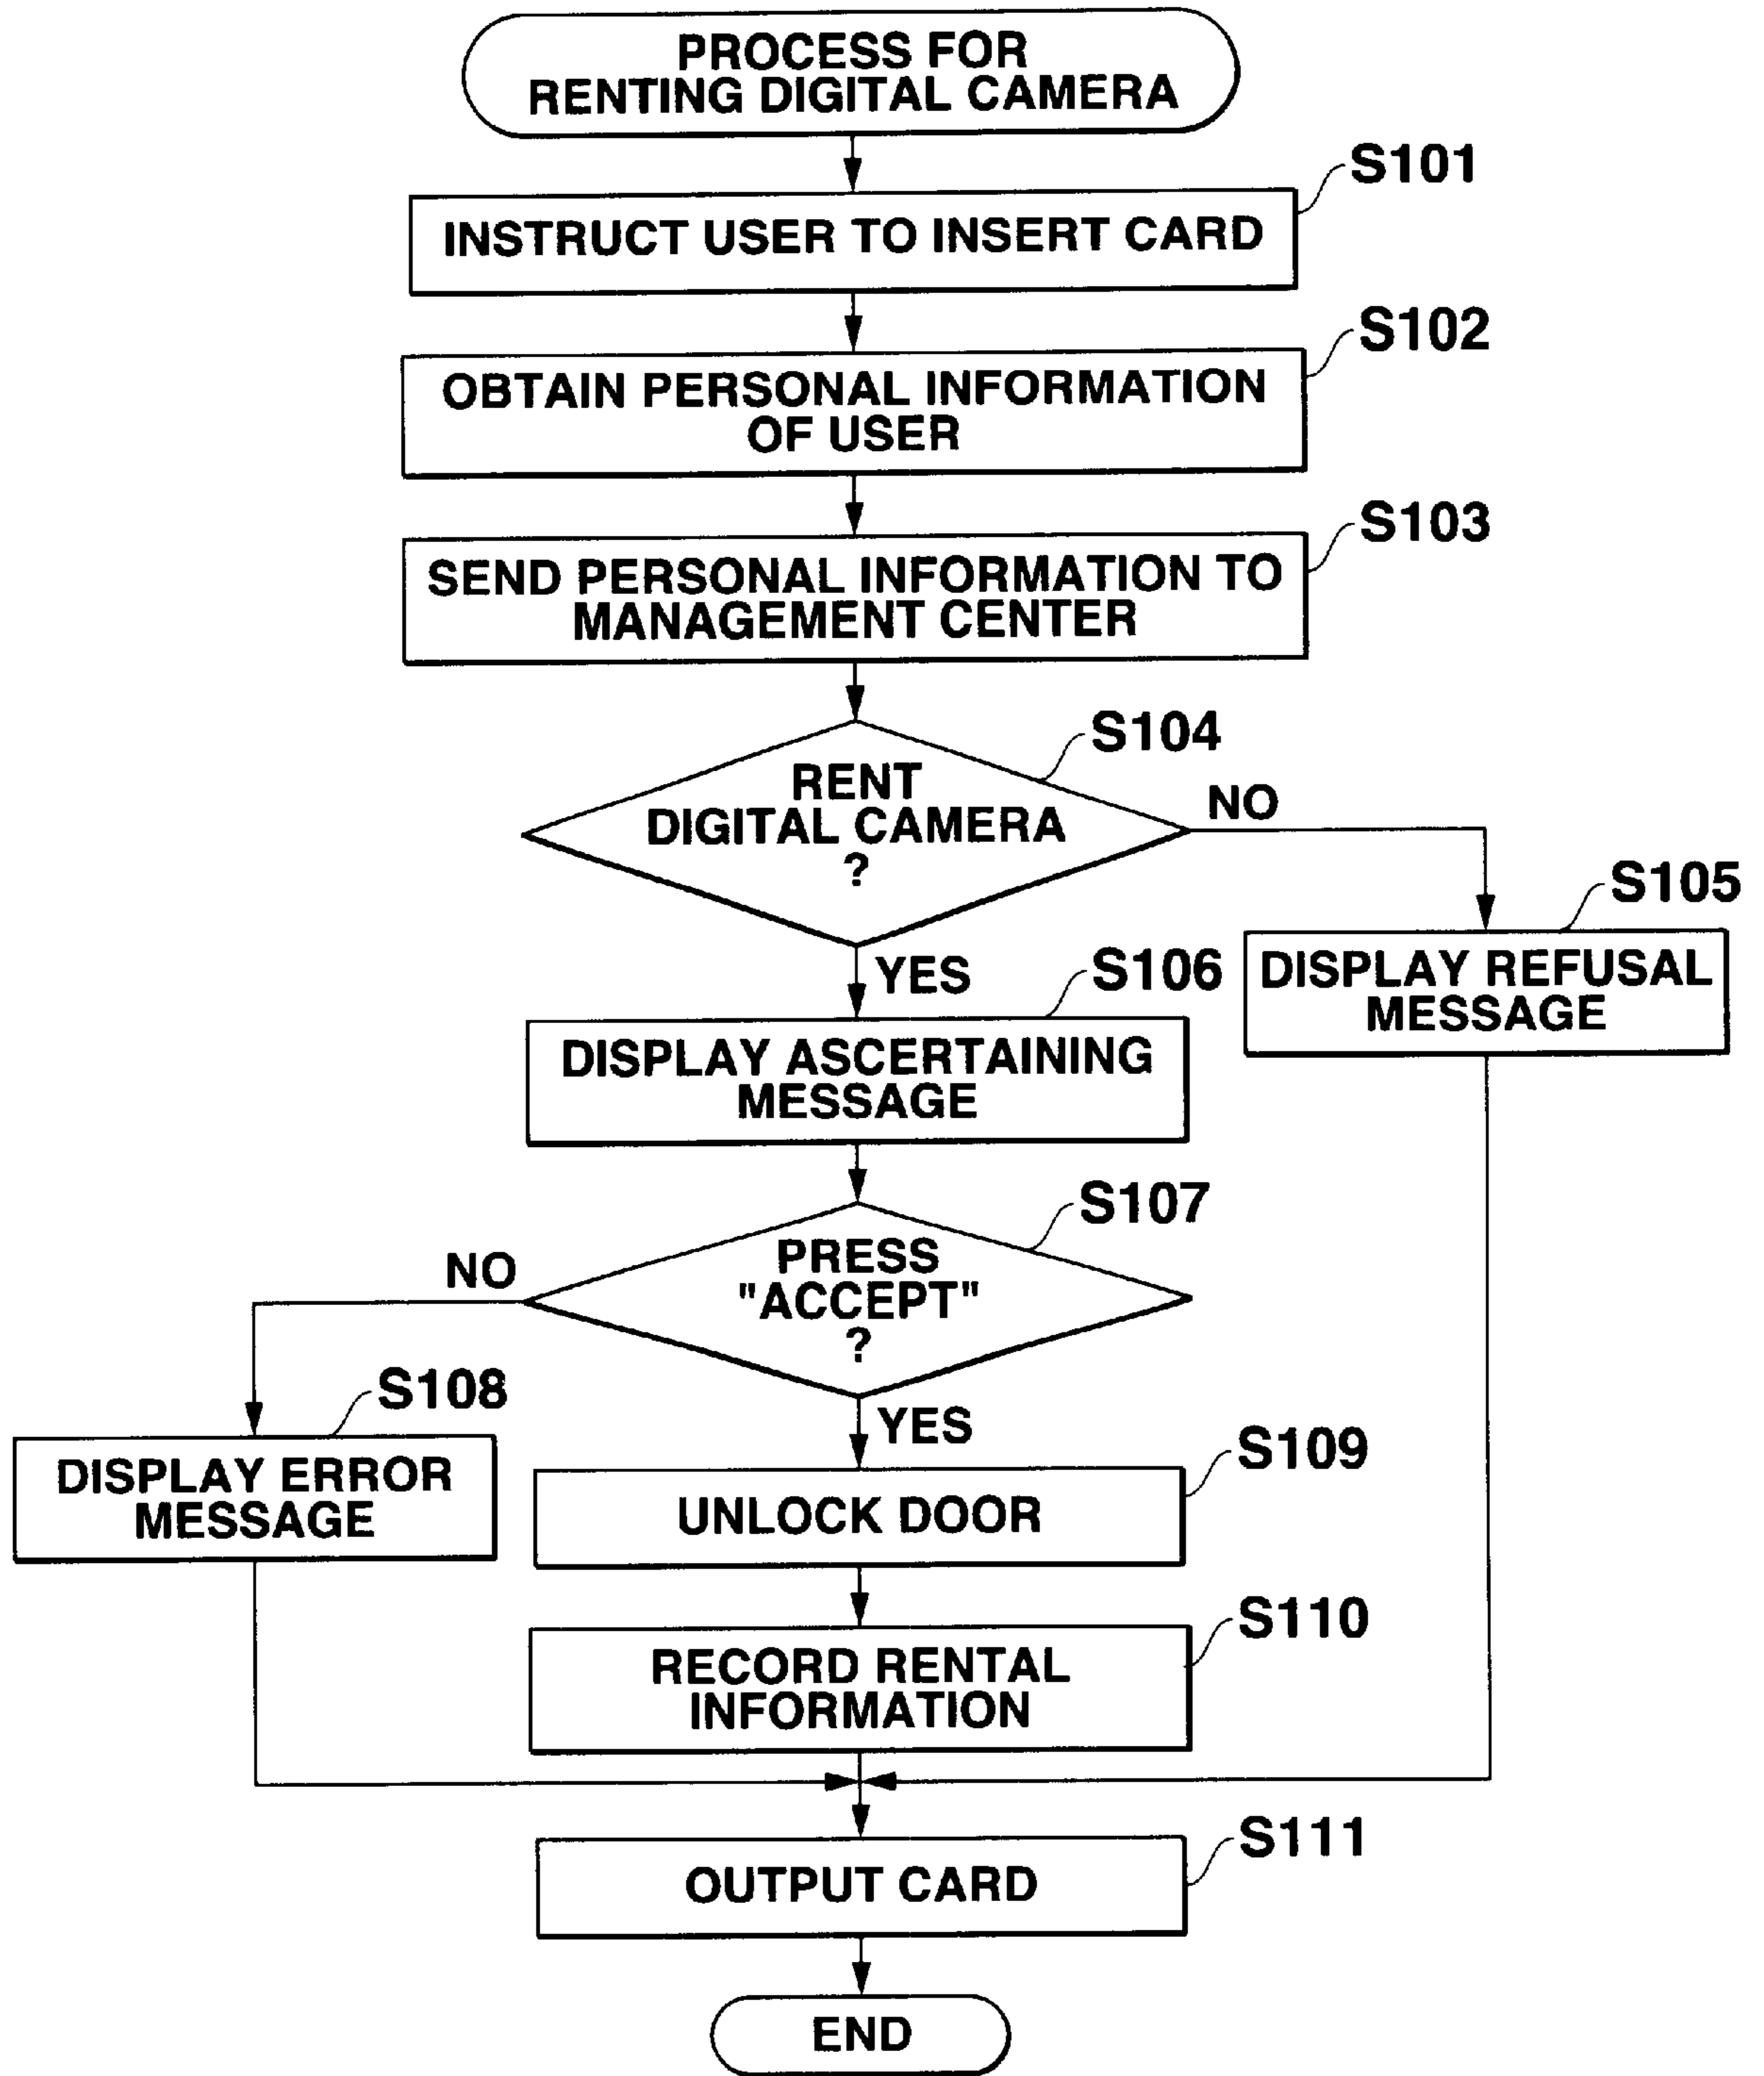 PROCESS FOR
RENTING DIGITAL CAMERA
S101
INSTRUCT USER TO INSERT CARD
S102
OBTAIN PERSONAL INFORMATION
OF USER
S103
SEND PERSONAL INFORMATION TO
MANAGEMENT CENTER
S104
RENT
DIGITAL CAMERA
?
NO
S105
DISPLAY REFUSAL
MESSAGE
YES
S106
DISPLAY ASCERTAINING
MESSAGE
S107
PRESS
"ACCEPT"
?
NO
S108
DISPLAY ERROR
MESSAGE
YES
S109
UNLOCK DOOR
S110
RECORD RENTAL
INFORMATION
S111
OUTPUT CARD
END